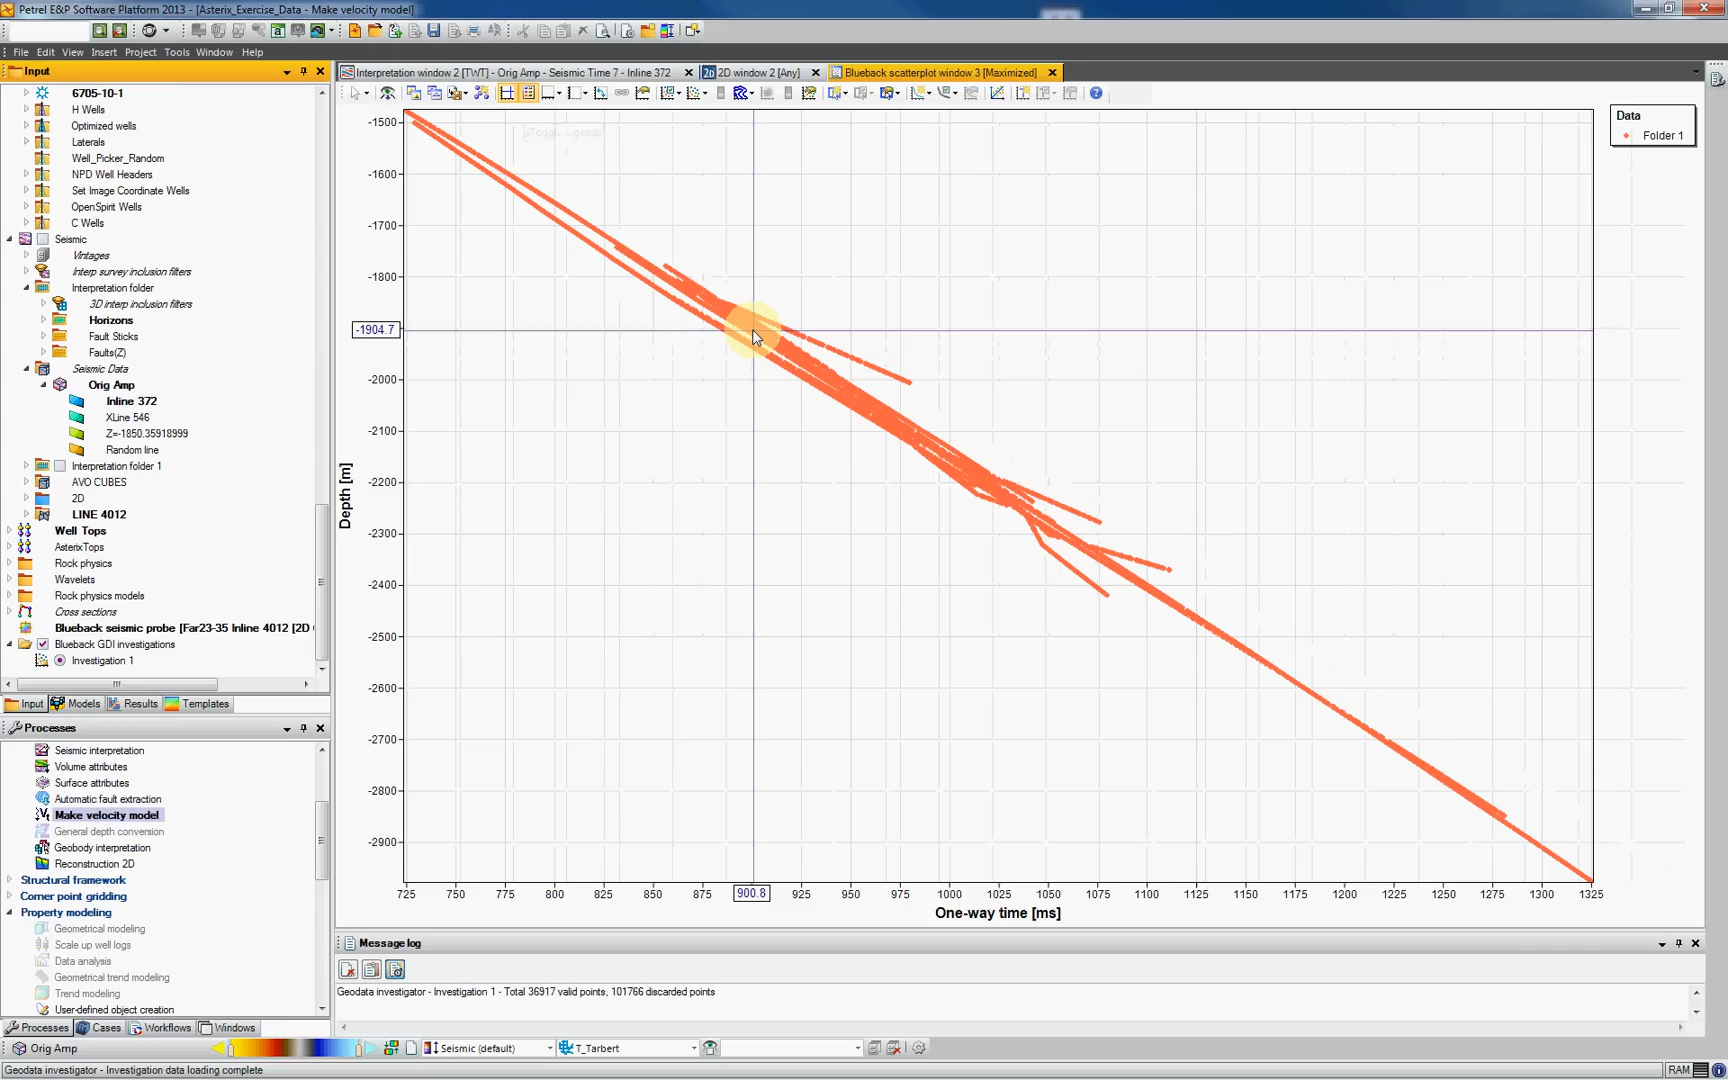 Petrel E&P Software Platform 2013 - [Asterix_Exercise_Data - Make velocity model]
File Edit View Insert Project Tools Window Help
Input
6705-10-1
H Wells
Optimized wells
Laterals
Well_Picker_Random
NPD Well Headers
Set Image Coordinate Wells
OpenSpirit Wells
C Wells
Seismic
Vintages
Interp survey inclusion filters
Interpretation folder
3D interp inclusion filters
Horizons
Fault Sticks
Faults(Z)
Seismic Data
Orig Amp
Inline 372
XLine 546
Z=-1850.35918999
Random line
Interpretation folder 1
AVO CUBES
2D
LINE 4012
Well Tops
AsterixTops
Rock physics
Wavelets
Rock physics models
Cross sections
Blueback seismic probe [Far23-35 Inline 4012 [2D
Blueback GDI investigations
Investigation 1
Input Models Results Templates
Processes
Seismic interpretation
Volume attributes
Surface attributes
Automatic fault extraction
Make velocity model
General depth conversion
Geobody interpretation
Reconstruction 2D
Structural framework
Corner point gridding
Property modeling
Geometrical modeling
Scale up well logs
Data analysis
Geometrical trend modeling
Trend modeling
User-defined object creation
Processes Cases Workflows Windows
Interpretation window 2 [TWT] - Orig Amp - Seismic Time 7 - Inline 372
2D window 2 [Any]
Blueback scatterplot window 3 [Maximized]
Toggle legends
Data
Folder 1
Depth [m]
-1500
-1600
-1700
-1800
-1904.7
-2000
-2100
-2200
-2300
-2400
-2500
-2600
-2700
-2800
-2900
725 750 775 800 825 850 875 900.8 925 950 975 1000 1025 1050 1075 1100 1125 1150 1175 1200 1225 1250 1275 1300 1325
One-way time [ms]
Message log
Geodata investigator - Investigation 1 - Total 36917 valid points, 101766 discarded points
Orig Amp
Seismic (default)
T_Tarbert
Geodata investigator - Investigation data loading complete
RAM